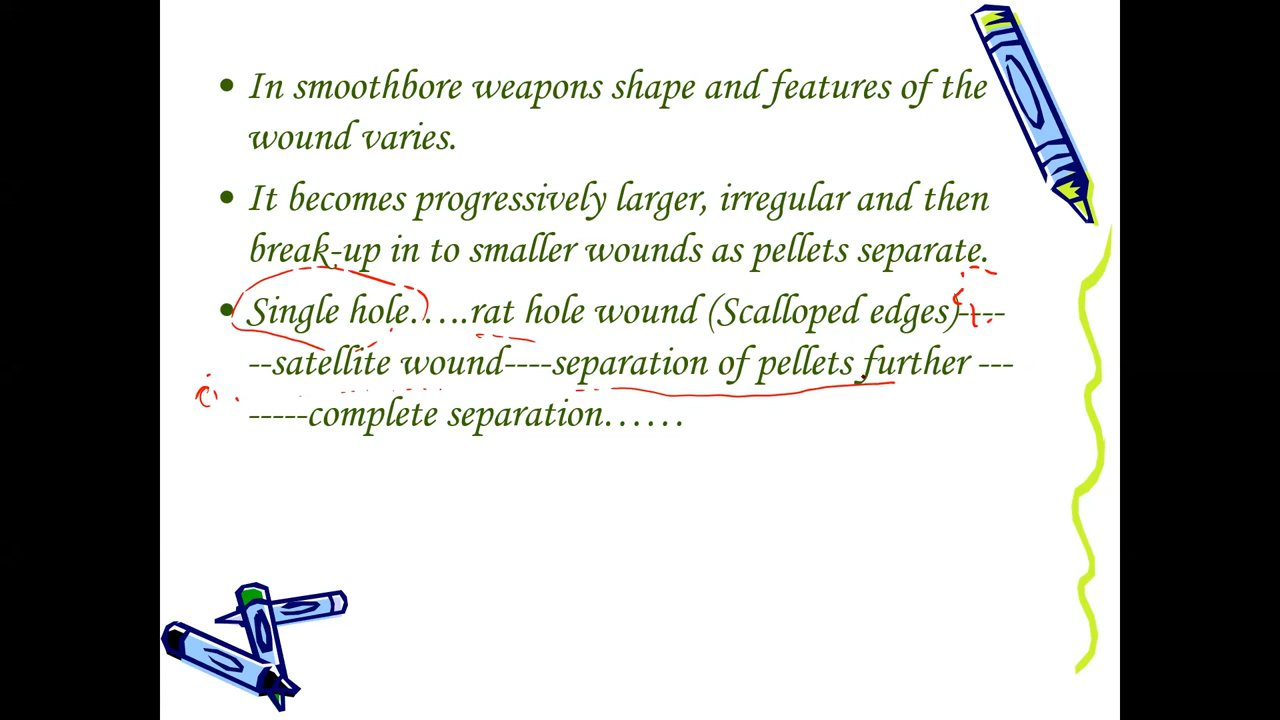 • In smoothbore weapons shape and features of the
wound varies.
• It becomes progressively larger, irregular and then
break-up in to smaller wounds as pellets separate.
• Single hole…..rat hole wound (Scalloped edges)----
--satellite wound----separation of pellets further ---
-----complete separation……